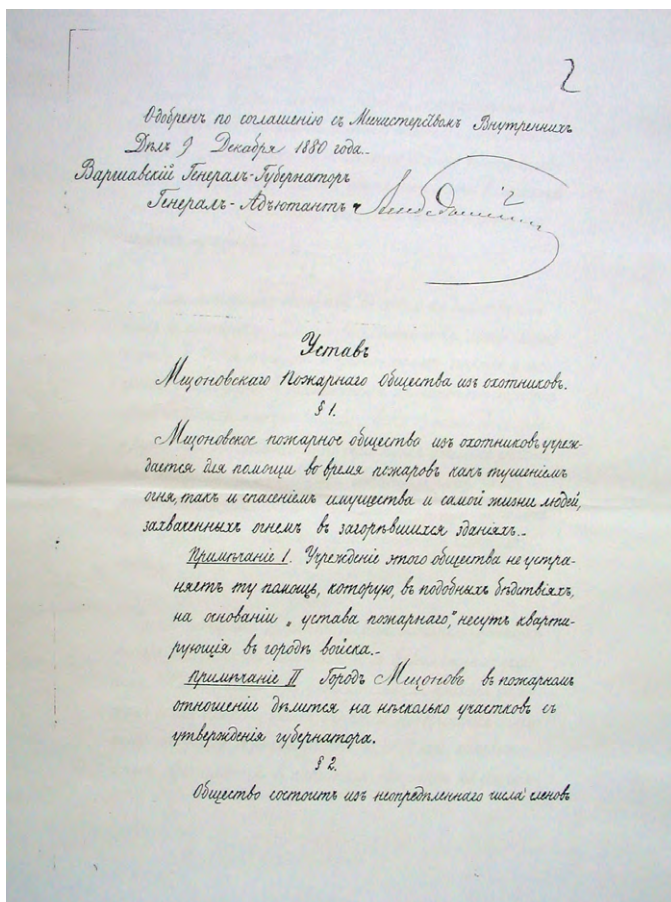 2
Одобренъ по соглашенію съ Министерствомъ Внутреннихъ
Дѣлъ 9 Декабря 1880 года.
Варшавскій Генералъ-Губернаторъ
Генералъ-Адъютантъ
Уставъ
Мщоновскаго Пожарнаго общества изъ охотниковъ.
§ 1.
Мщоновское пожарное общество изъ охотниковъ учреж-
дается для помощи во время пожаровъ какъ тушеніемъ
огня, такъ и спасеніемъ имущества и самой жизни людей,
захваченныхъ огнемъ въ загорѣвшихся зданіяхъ.
Примѣчаніе I. Учрежденіе этого общества не устра-
няетъ ту помощь, которую, въ подобныхъ бѣдствіяхъ,
на основаніи „устава пожарнаго", несутъ кварти-
рующія въ городѣ войска.
Примѣчаніе II Городъ Мщоновъ въ пожарномъ
отношеніи дѣлится на нѣсколько участковъ съ
утвержденія губернатора.
§ 2.
Общество состоитъ изъ неопредѣленнаго числа членовъ